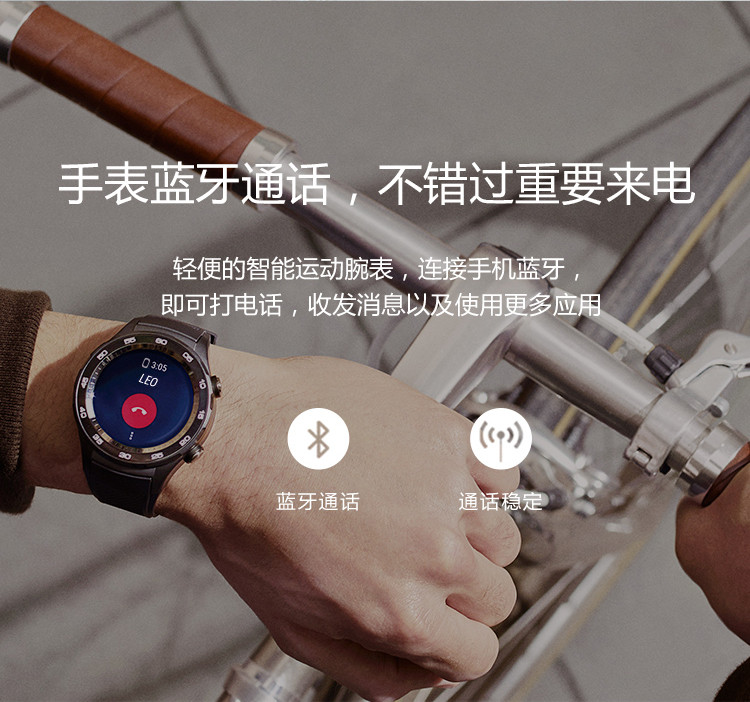 手表蓝牙通话，不错过重要来电
轻便的智能运动腕表，连接手机蓝牙，
即可打电话，收发消息以及使用更多应用
3:05
LEO
蓝牙通话
通话稳定